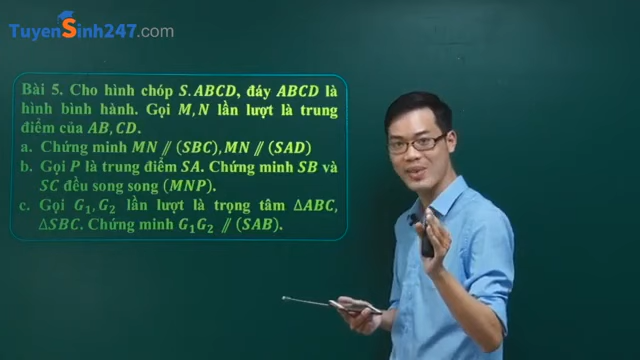 TuyenSinh247.com
Bài 5. Cho hình chóp S.ABCD, đáy ABCD là
hình bình hành. Gọi M, N lần lượt là trung
điểm của AB, CD.
a. Chứng minh MN ∥ (SBC), MN ∥ (SAD)
b. Gọi P là trung điểm SA. Chứng minh SB và
SC đều song song (MNP).
c. Gọi G₁, G₂ lần lượt là trọng tâm ΔABC,
ΔSBC. Chứng minh G₁G₂ ∥ (SAB).